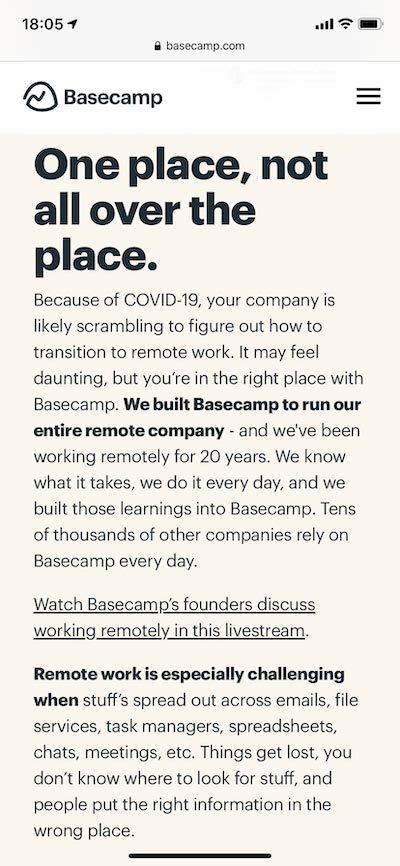 18:05
basecamp.com
Basecamp
One place, not
all over the
place.
Because of COVID-19, your company is
likely scrambling to figure out how to
transition to remote work. It may feel
daunting, but you’re in the right place with
Basecamp. We built Basecamp to run our
entire remote company - and we've been
working remotely for 20 years. We know
what it takes, we do it every day, and we
built those learnings into Basecamp. Tens
of thousands of other companies rely on
Basecamp every day.
Watch Basecamp’s founders discuss
working remotely in this livestream.
Remote work is especially challenging
when stuff’s spread out across emails, file
services, task managers, spreadsheets,
chats, meetings, etc. Things get lost, you
don’t know where to look for stuff, and
people put the right information in the
wrong place.